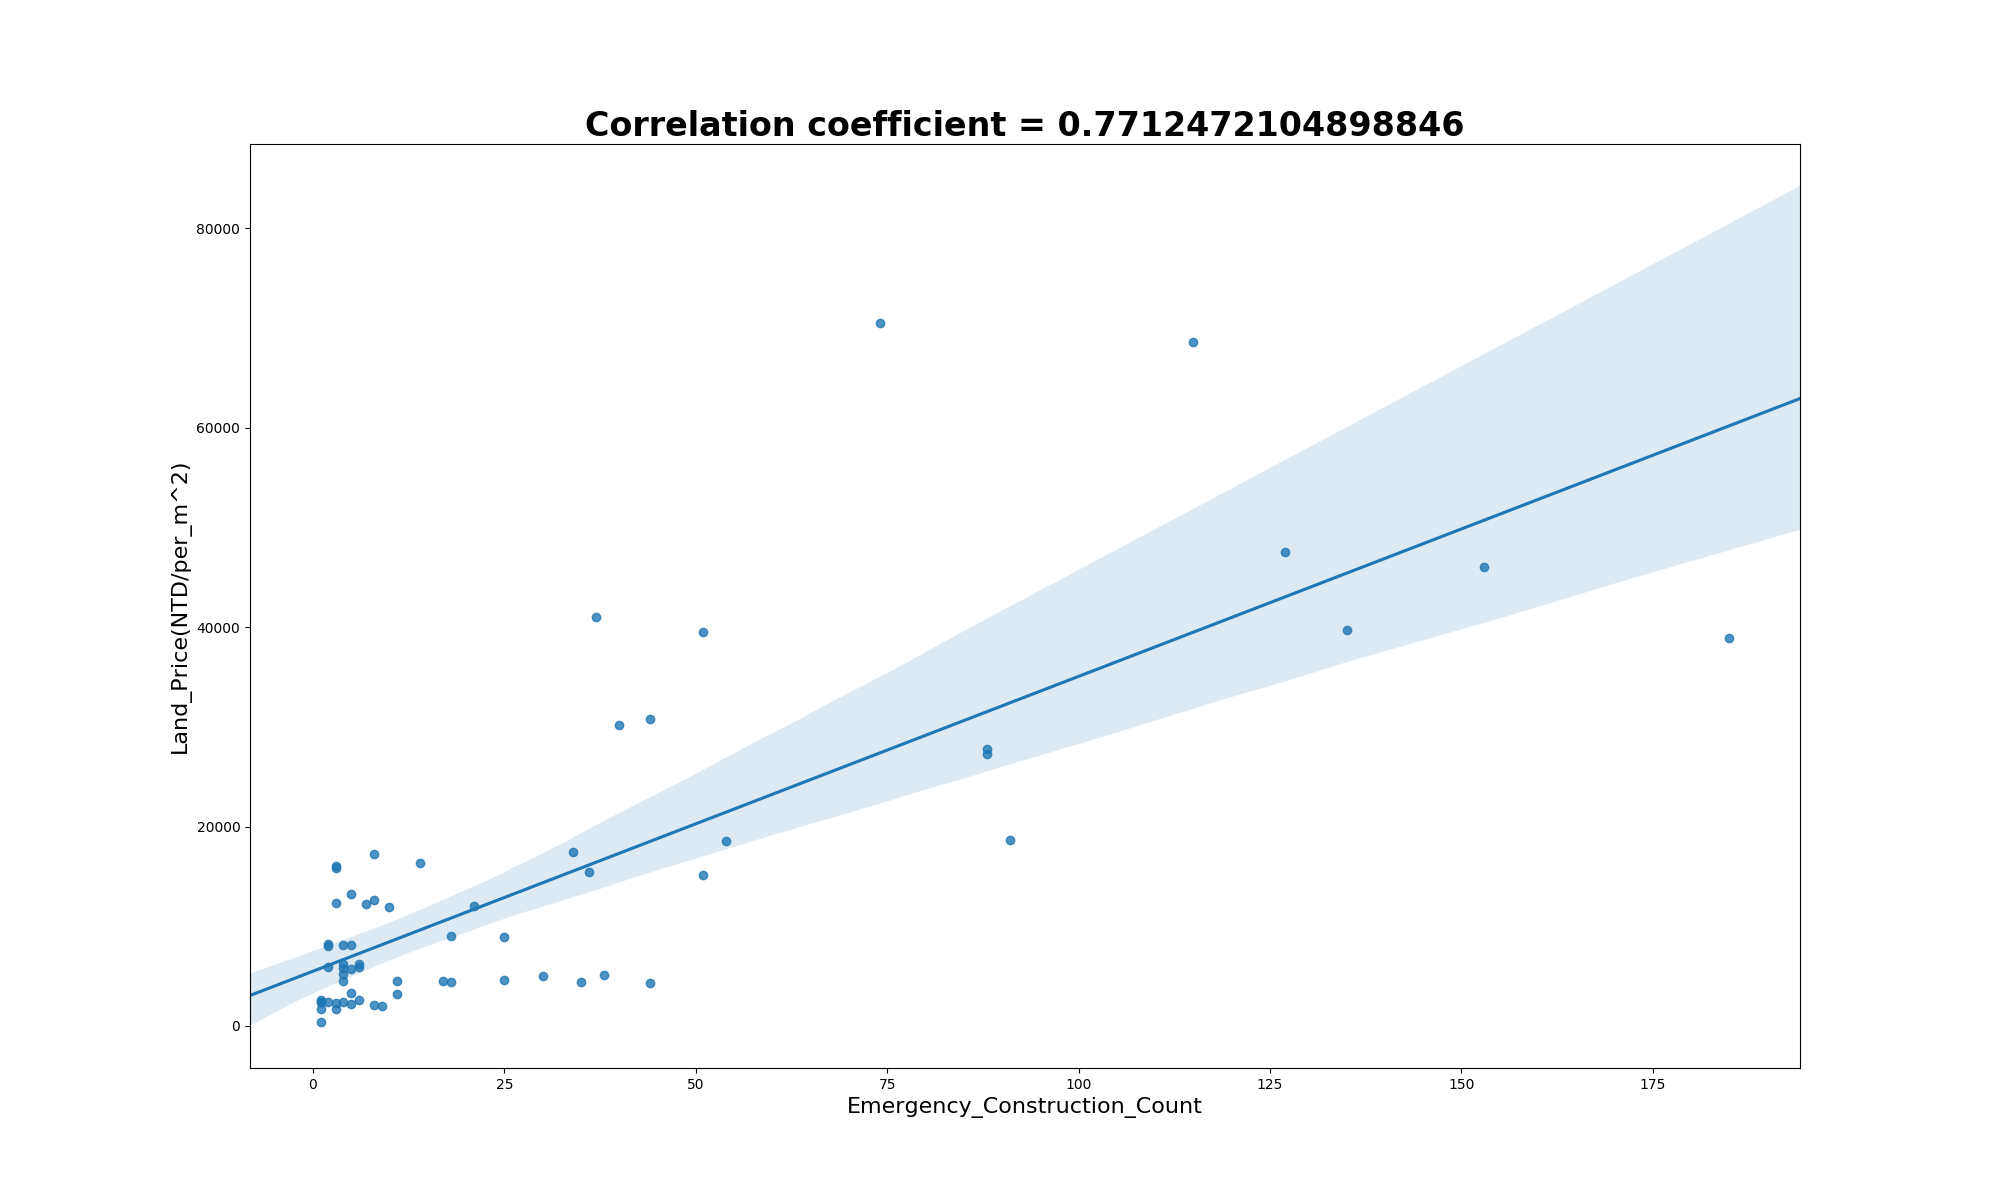 Correlation coefficient = 0.7712472104898846
80000
60000
40000
20000
0
Land_Price(NTD/per_m^2)
0 25 50 75 100 125 150 175
Emergency_Construction_Count